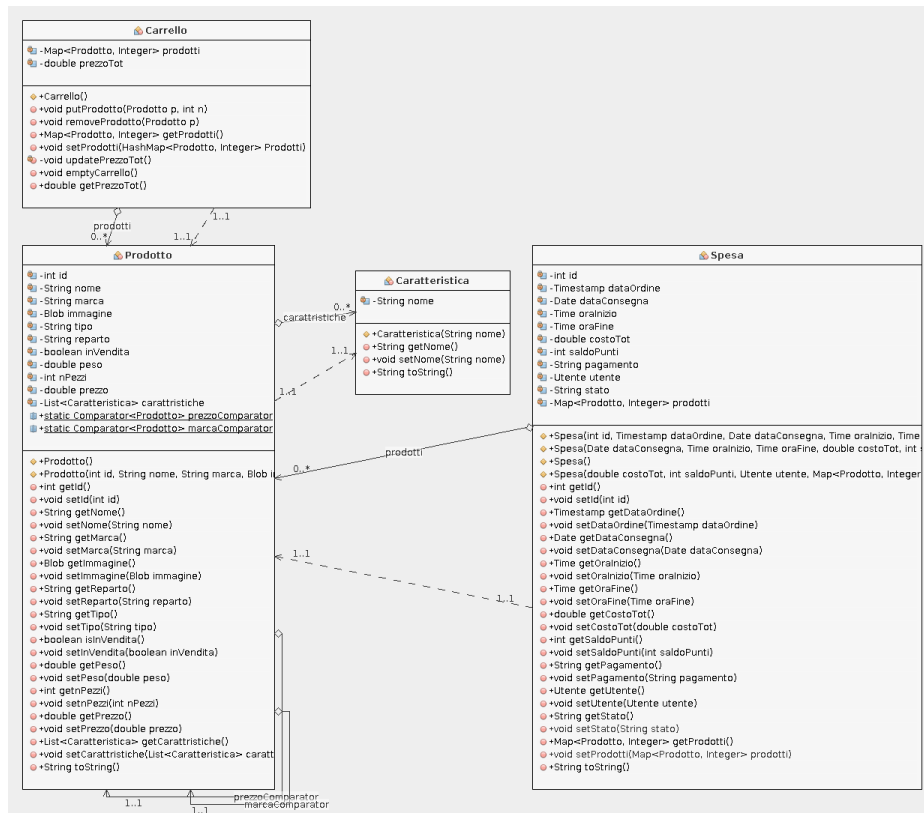 Carrello
-Map<Prodotto, Integer> prodotti
-double prezzoTot
+Carrello()
+void putProdotto(Prodotto p, int n)
+void removeProdotto(Prodotto p)
+Map<Prodotto, Integer> getProdotti()
+void setProdotti(HashMap<Prodotto, Integer> Prodotti)
-void updatePrezzoTot()
+void emptyCarrello()
+double getPrezzoTot()
prodotti
0..*
1..1
1..1
Prodotto
-int id
-String nome
-String marca
-Blob immagine
-String tipo
-String reparto
-boolean inVendita
-double peso
-int nPezzi
-double prezzo
-List<Caratteristica> carattristiche
+static Comparator<Prodotto> prezzoComparator
+static Comparator<Prodotto> marcaComparator
+Prodotto()
+Prodotto(int id, String nome, String marca, Blob i
+int getId()
+void setId(int id)
+String getNome()
+void setNome(String nome)
+String getMarca()
+void setMarca(String marca)
+Blob getImmagine()
+void setImmagine(Blob immagine)
+String getReparto()
+void setReparto(String reparto)
+String getTipo()
+void setTipo(String tipo)
+boolean isInVendita()
+void setInVendita(boolean inVendita)
+double getPeso()
+void setPeso(double peso)
+int getnPezzi()
+void setnPezzi(int nPezzi)
+double getPrezzo()
+void setPrezzo(double prezzo)
+List<Caratteristica> getCarattristiche()
+void setCarattristiche(List<Caratteristica> caratt
+String toString()
0..*
carattristiche
1..1
1..1
Caratteristica
-String nome
+Caratteristica(String nome)
+String getNome()
+void setNome(String nome)
+String toString()
prodotti
0..*
1..1
1..1
Spesa
-int id
-Timestamp dataOrdine
-Date dataConsegna
-Time oraInizio
-Time oraFine
-double costoTot
-int saldoPunti
-String pagamento
-Utente utente
-String stato
-Map<Prodotto, Integer> prodotti
+Spesa(int id, Timestamp dataOrdine, Date dataConsegna, Time oraInizio, Time
+Spesa(Date dataConsegna, Time oraInizio, Time oraFine, double costoTot, int s
+Spesa()
+Spesa(double costoTot, int saldoPunti, Utente utente, Map<Prodotto, Integer
+int getId()
+void setId(int id)
+Timestamp getDataOrdine()
+void setDataOrdine(Timestamp dataOrdine)
+Date getDataConsegna()
+void setDataConsegna(Date dataConsegna)
+Time getOraInizio()
+void setOraInizio(Time oraInizio)
+Time getOraFine()
+void setOraFine(Time oraFine)
+double getCostoTot()
+void setCostoTot(double costoTot)
+int getSaldoPunti()
+void setSaldoPunti(int saldoPunti)
+String getPagamento()
+void setPagamento(String pagamento)
+Utente getUtente()
+void setUtente(Utente utente)
+String getStato()
+void setStato(String stato)
+Map<Prodotto, Integer> getProdotti()
+void setProdotti(Map<Prodotto, Integer> prodotti)
+String toString()
prezzoComparator
1..1
marcaComparator
1..1